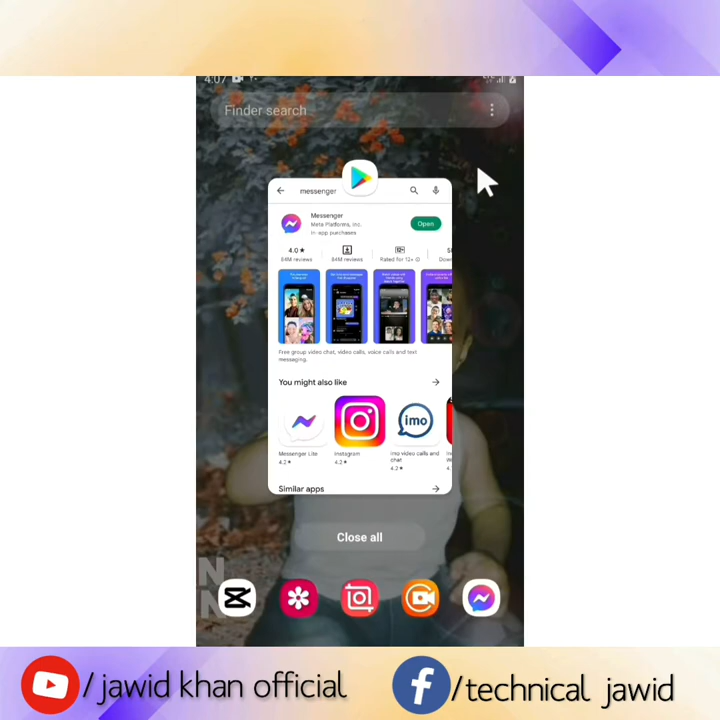 4:07
Finder search
messenger
Messenger
Meta Platforms, Inc.
In-app purchases
Open
4.0★
84M reviews
84M reviews
12+
Rated for 12+
Free group video chat, video calls, voice calls and text
messaging.
You might also like
imo
Messenger Lite
4.2★
Instagram
4.2★
imo video calls and
chat
4.2★
Similar apps
Close all
N
N
/ jawid khan official
f/technical jawid